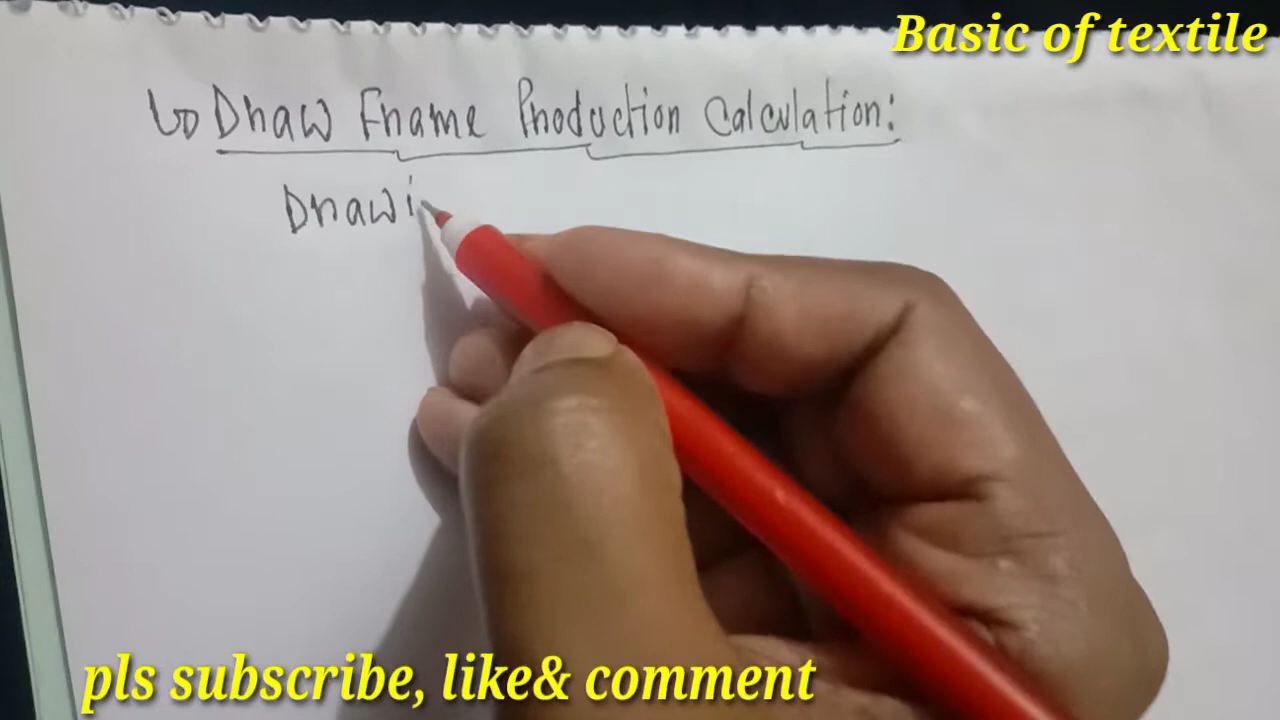 Basic of textile
↳ Draw Frame Production Calculation:
Drawi
pls subscribe, like& comment